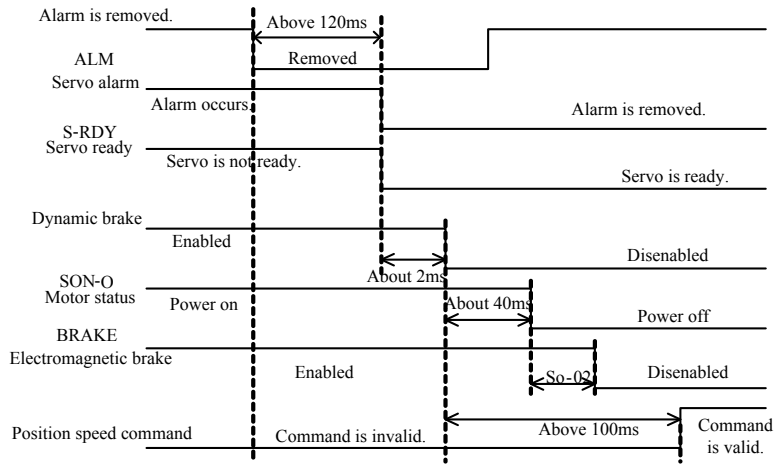 Alarm is removed.
Above 120ms
ALM
Removed
Servo alarm
Alarm occurs.
Alarm is removed.
S-RDY
Servo ready
Servo is not ready.
Servo is ready.
Dynamic brake
Enabled
Disenabled
About 2ms
SON-O
Motor status
Power on
About 40ms
Power off
BRAKE
Electromagnetic brake
Enabled
So-02
Disenabled
Position speed command
Command is invalid.
Above 100ms
Command
is valid.